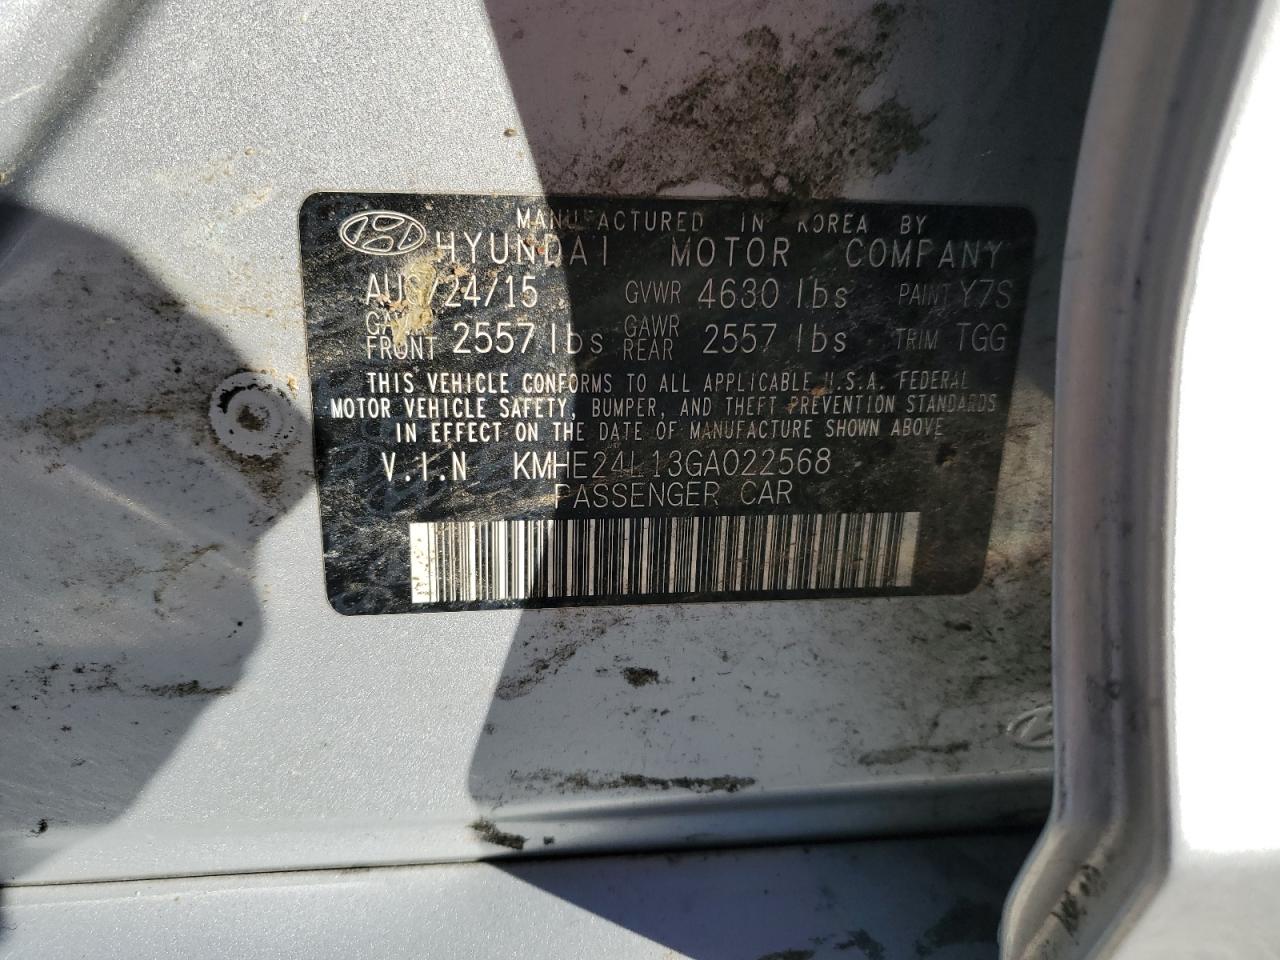 MANUFACTURED IN KOREA BY
HYUNDAI MOTOR COMPANY
AUG/24/15 GVWR 4630 lbs PAINT Y7S
GAWR FRONT 2557 lbs GAWR REAR 2557 lbs TRIM TGG
THIS VEHICLE CONFORMS TO ALL APPLICABLE U.S.A. FEDERAL
MOTOR VEHICLE SAFETY, BUMPER, AND THEFT PREVENTION STANDARDS
IN EFFECT ON THE DATE OF MANUFACTURE SHOWN ABOVE
V.I.N KMHE24L13GA022568
PASSENGER CAR